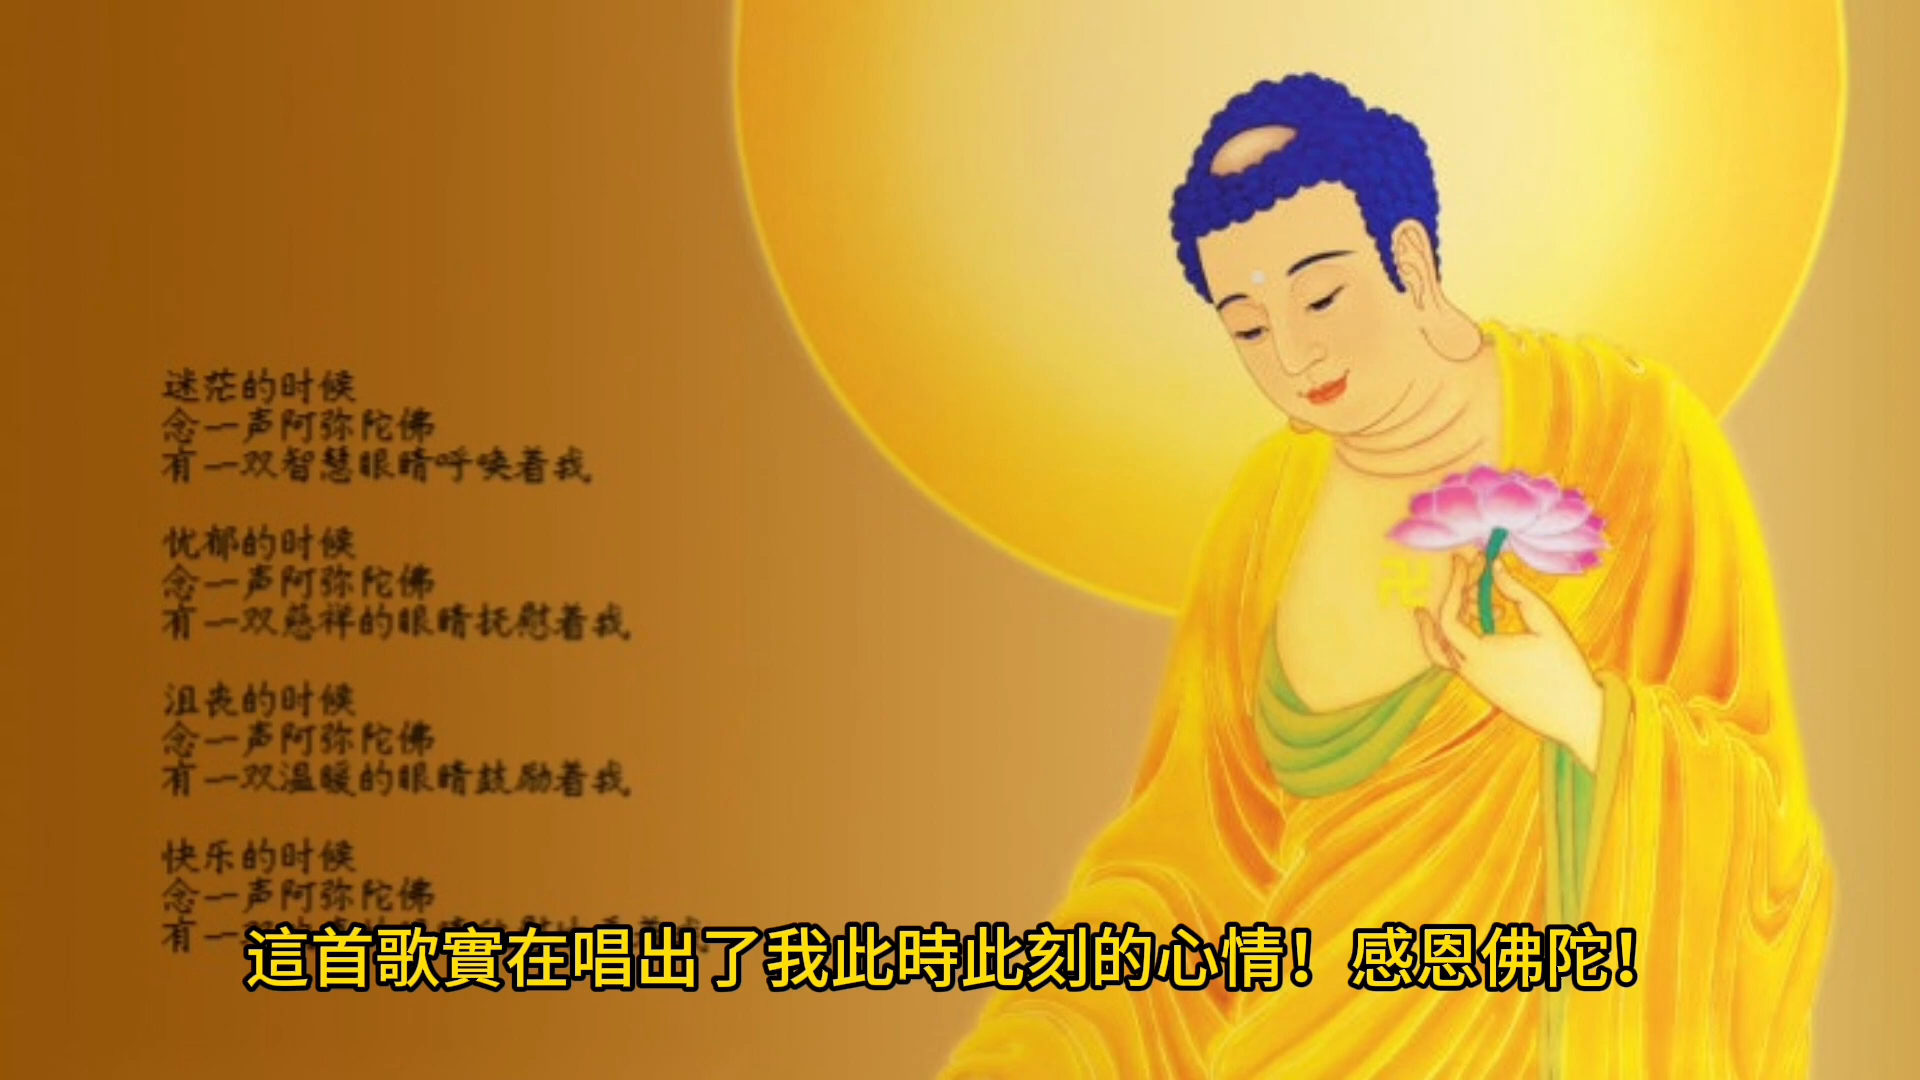 迷茫的时候
念一声阿弥陀佛
有一双智慧眼睛呼唤着我
忧郁的时候
念一声阿弥陀佛
有一双慈祥的眼睛抚慰着我
沮丧的时候
念一声阿弥陀佛
有一双温暖的眼睛鼓励着我
快乐的时候
念一声阿弥陀佛
有一
這首歌實在唱出了我此時此刻的心情！感恩佛陀！